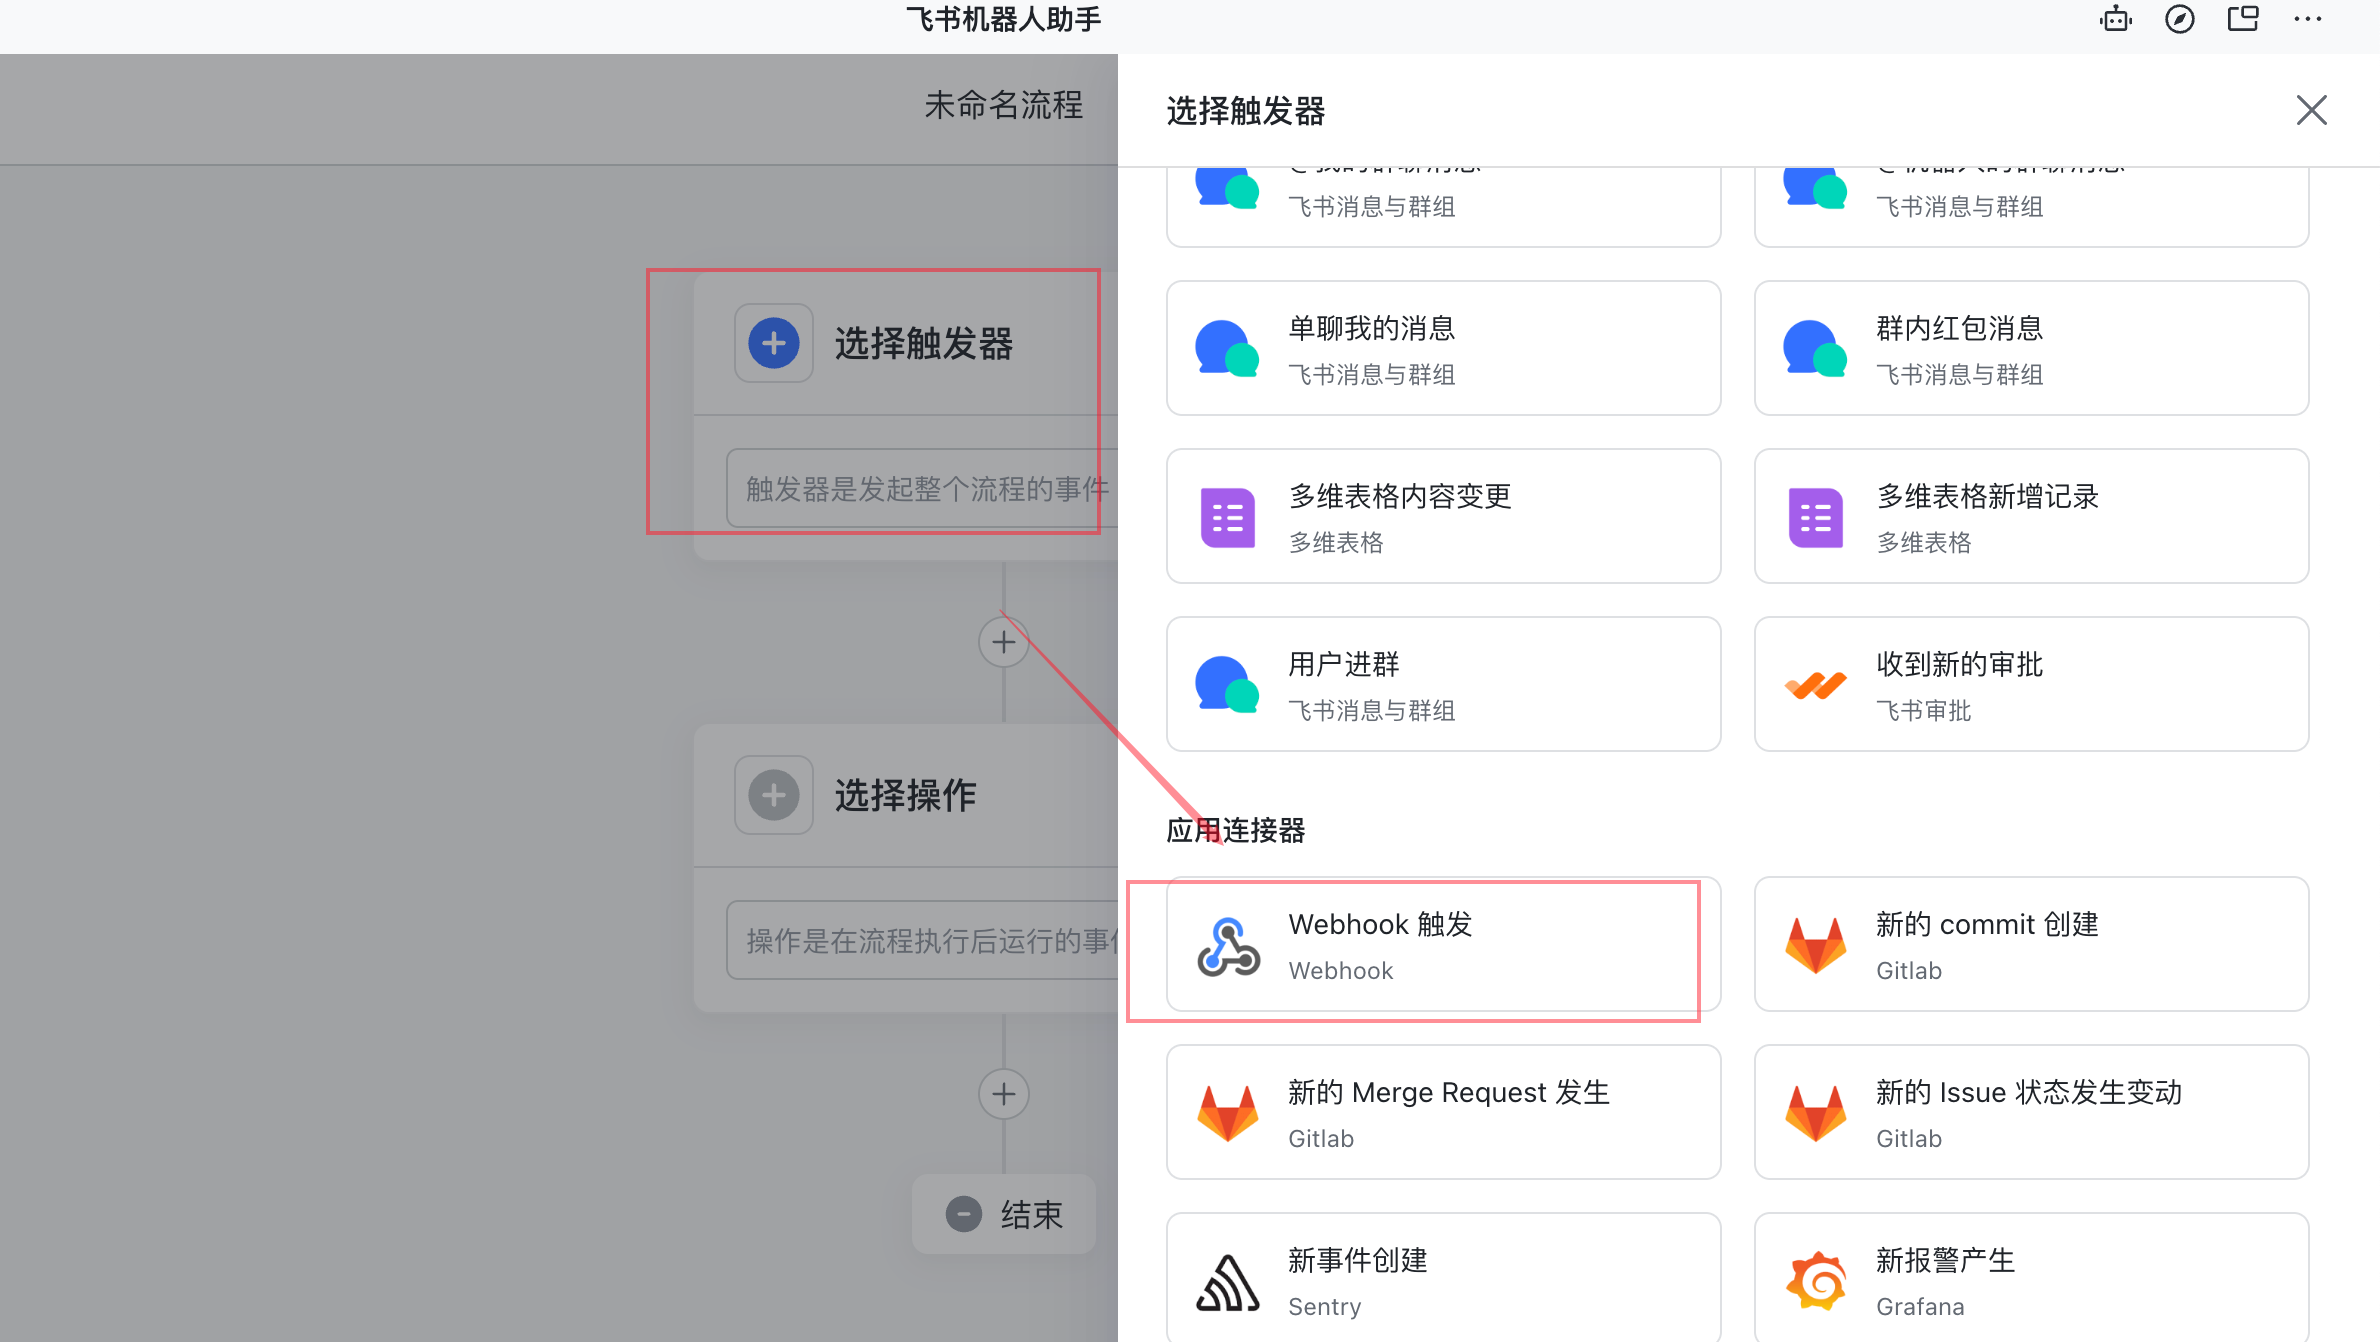 飞书机器人助手
未命名流程
选择触发器
触发器是发起整个流程的事件
选择操作
操作是在流程执行后运行的事
结束
选择触发器
飞书消息与群组
飞书消息与群组
单聊我的消息
飞书消息与群组
群内红包消息
飞书消息与群组
多维表格内容变更
多维表格
多维表格新增记录
多维表格
用户进群
飞书消息与群组
收到新的审批
飞书审批
应用连接器
Webhook 触发
Webhook
新的 commit 创建
Gitlab
新的 Merge Request 发生
Gitlab
新的 Issue 状态发生变动
Gitlab
新事件创建
Sentry
新报警产生
Grafana